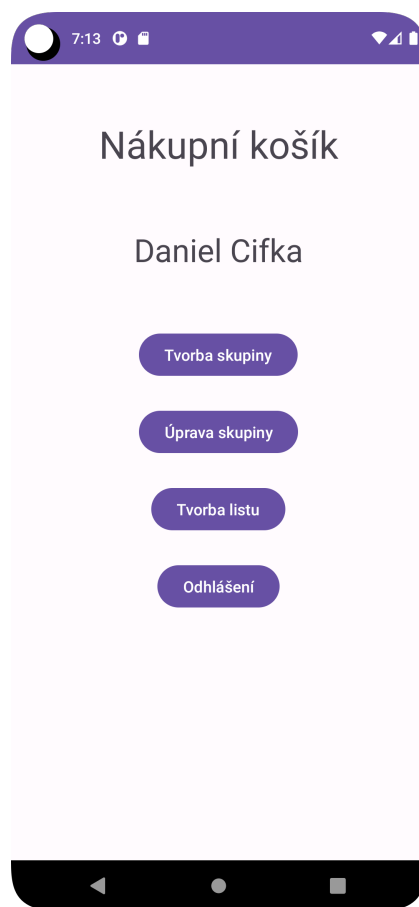 7:13
Nákupní košík
Daniel Cifka
Tvorba skupiny
Úprava skupiny
Tvorba listu
Odhlášení